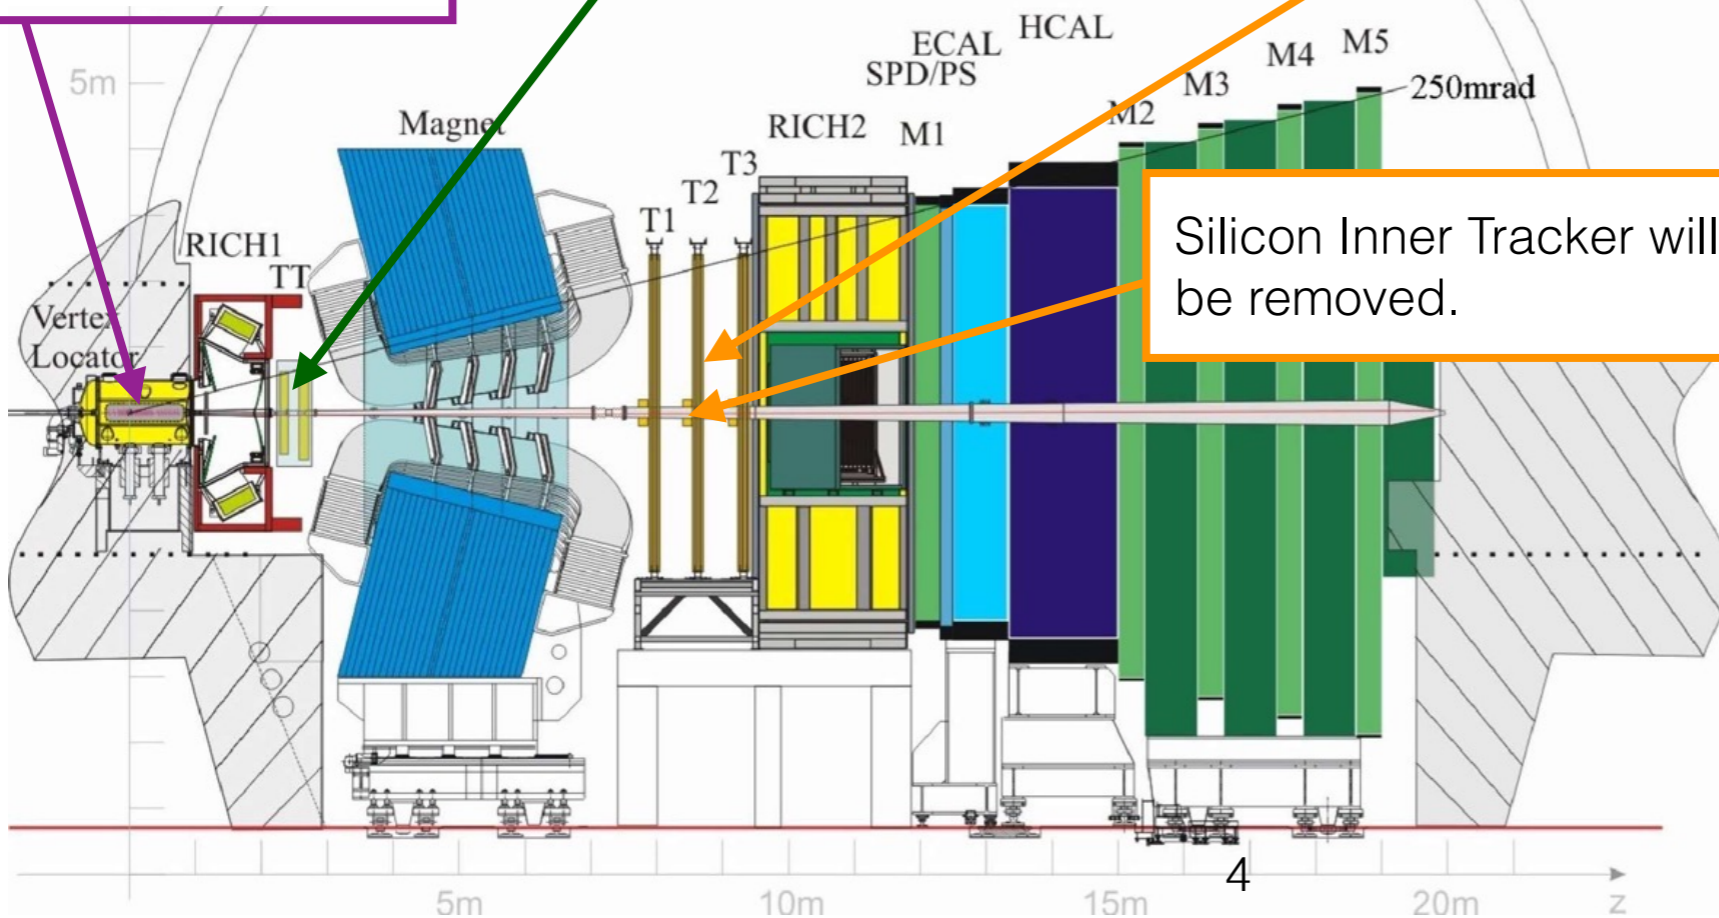 HCAL
ECAL
SPD/PS
M5
M4
M3
M2
5m
250mrad
Magnet
RICH2
M1
T3
T2
T1
RICH1
TT
Vertex
Locator
Silicon Inner Tracker will
be removed.
4
5m
10m
15m
20m
z